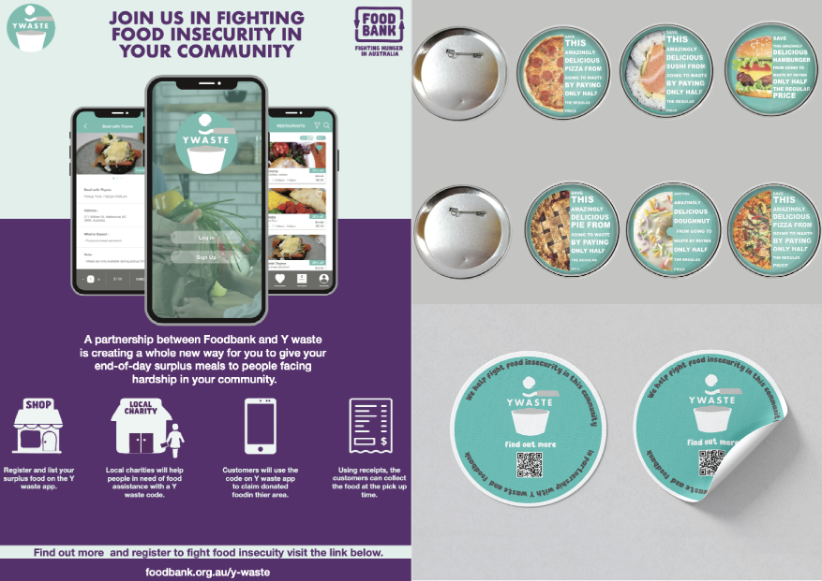 YWASTE
JOIN US IN FIGHTING
FOOD INSECURITY IN
YOUR COMMUNITY
FOOD
BANK
FIGHTING HUNGER
IN AUSTRALIA
Bowl with Thyme
RESTAURANTS
YWASTE
Log In
Sign Up
A partnership between Foodbank and Y waste
is creating a whole new way for you to give your
end-of-day surplus meals to people facing
hardship in your community.
SHOP
LOCAL
CHARITY
$
Register and list your
surplus food on the Y
waste app.
Local charities will help
people in need of food
assistance with a Y
waste code.
Customers will use the
code on Y waste app
to claim donated
foodin thier area.
Using receipts, the
customers can collect
the food at the pick up
time.
Find out more and register to fight food insecuity visit the link below.
foodbank.org.au/y-waste
SAVE
THIS
AMAZINGLY
DELICIOUS
PIZZA FROM
GOING TO WASTE
BY PAYING
ONLY HALF
THE REGULAR
PRICE
SAVE
THIS
AMAZINGLY
DELICIOUS
SUSHI FROM
GOING TO WASTE
BY PAYING
ONLY HALF
THE REGULAR
PRICE
SAVE
THIS AMAZINGLY
DELICIOUS
HAMBURGER
FROM GOING TO
WASTE BY PAYING
ONLY HALF
THE REGULAR
PRICE
SAVE
THIS
AMAZINGLY
DELICIOUS
PIE FROM
GOING TO WASTE
BY PAYING
ONLY HALF
THE REGULAR
PRICE
AMAZINGLY
DELICIOUS
DOUGHNUT
FROM GOING TO
WASTE BY PAYING
ONLY HALF
THE REGULAR
PRICE
SAVE
THIS
AMAZINGLY
DELICIOUS
PIZZA FROM
GOING TO WASTE
BY PAYING
ONLY HALF
THE REGULAR
PRICE
We help fight food insecurity in this community
YWASTE
find out more
In partnership with Y waste and Foodbank
We help fight food insecurity in this community
YWASTE
find out more
waste and Foodbank